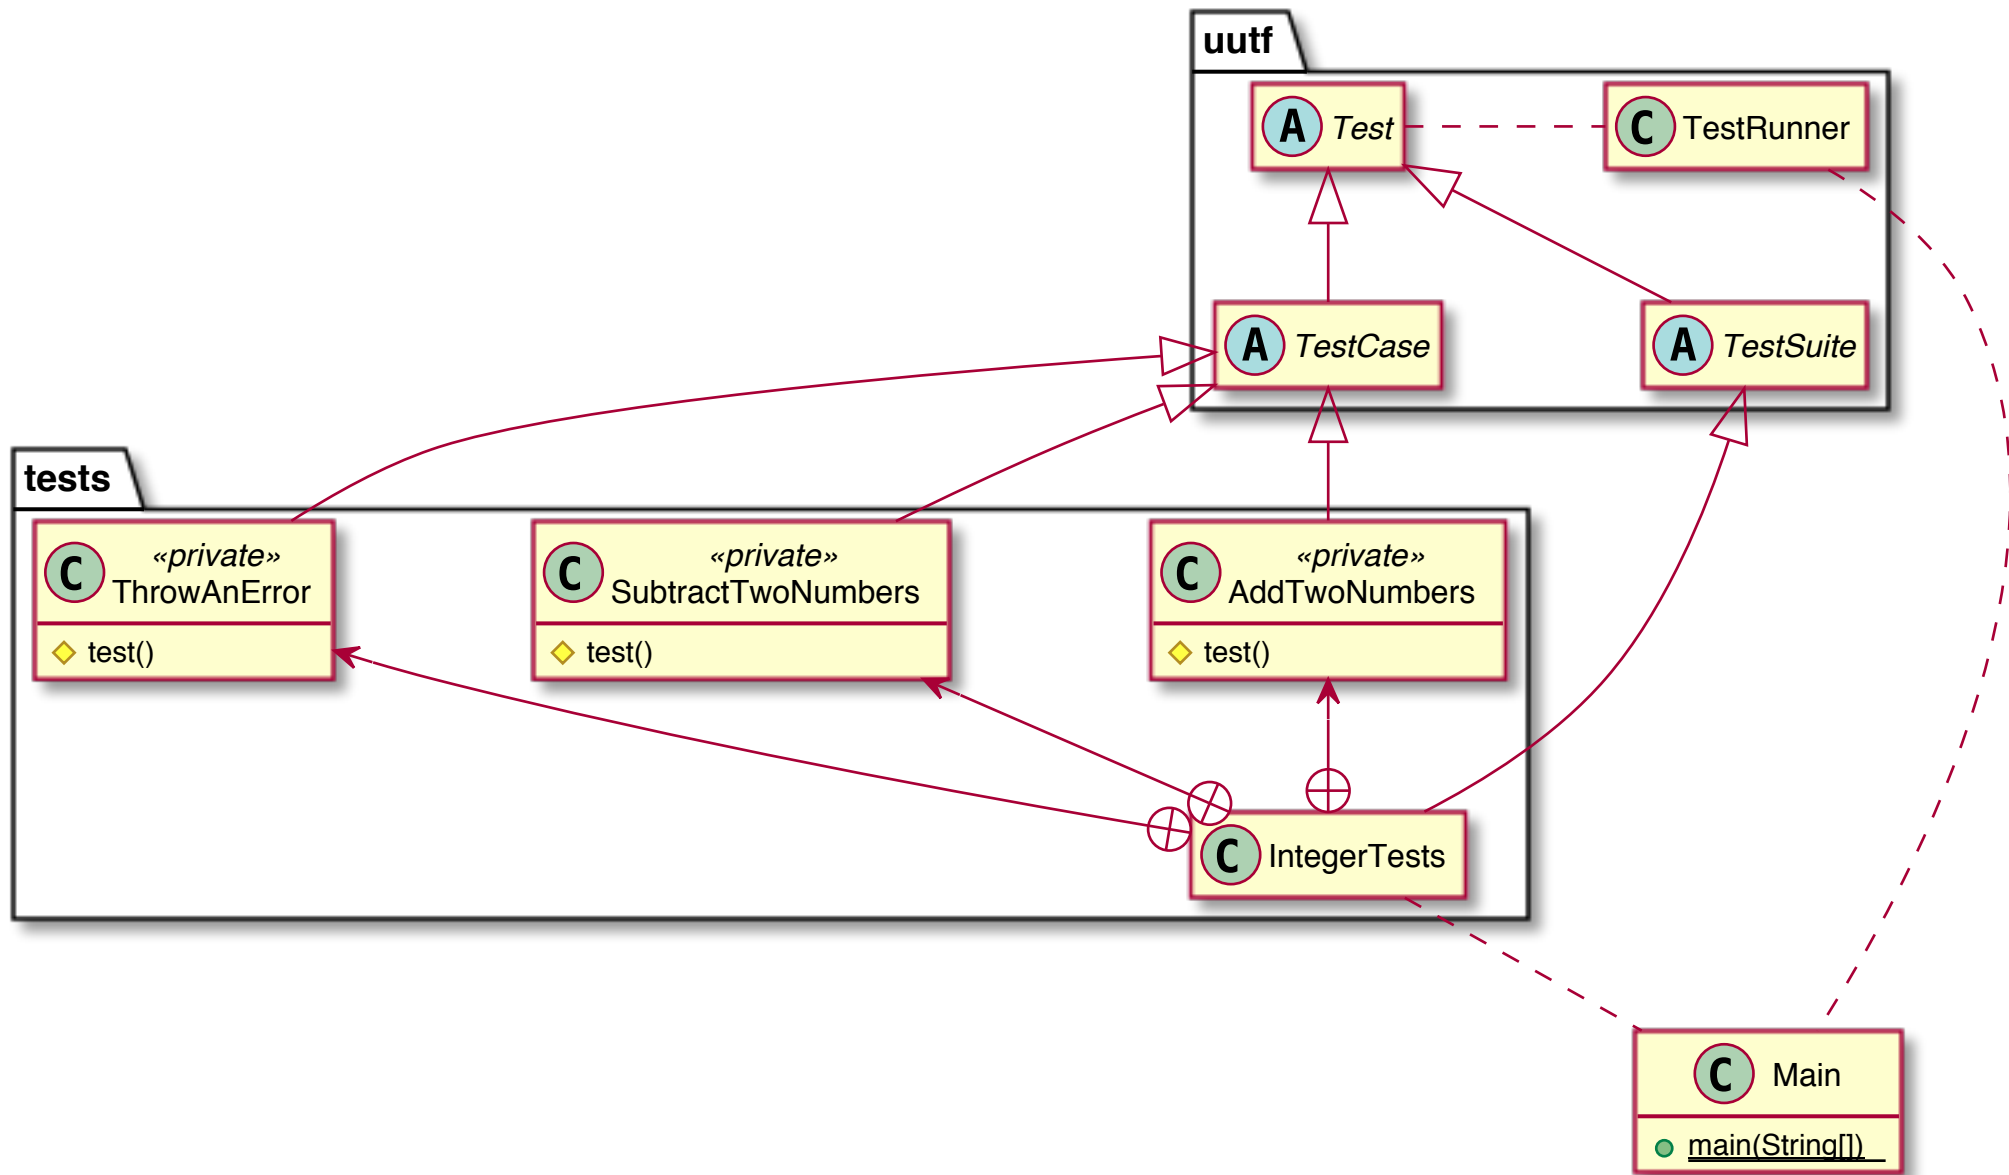 uutf
A Test
C TestRunner
A TestCase
A TestSuite
tests
«private»
C ThrowAnError
test()
«private»
C SubtractTwoNumbers
test()
«private»
C AddTwoNumbers
test()
C IntegerTests
C Main
main(String[])